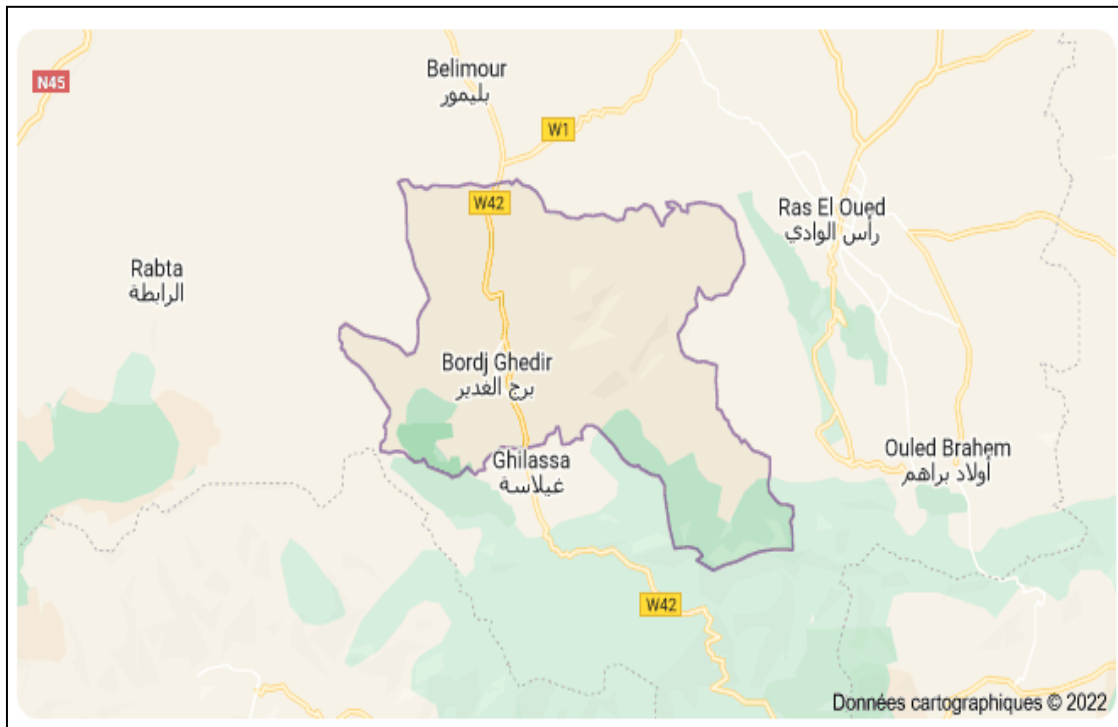 N45
Belimour
بليمور
W1
W42
Ras El Oued
رأس الوادي
Rabta
الرابطة
Bordj Ghedir
برج الغدير
Ghilassa
غيلاسة
Ouled Brahem
أولاد براهم
W42
Données cartographiques © 2022